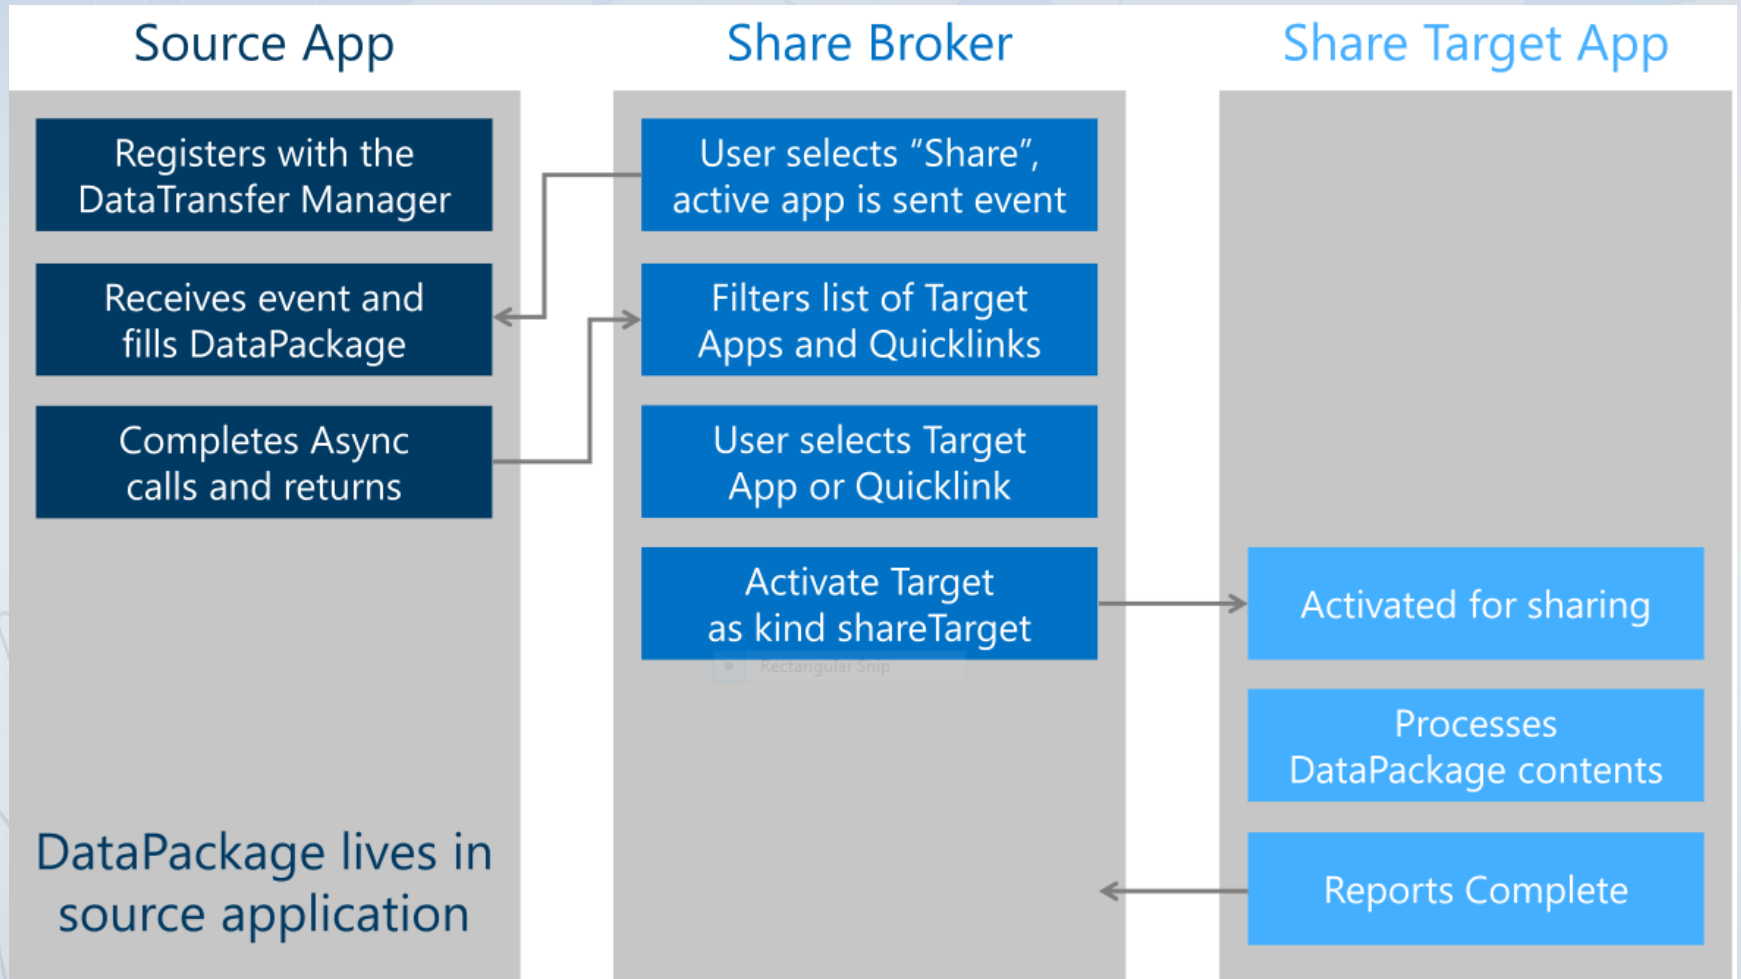 Source App
Registers with the
DataTransfer Manager
Receives event and
fills DataPackage
Completes Async
calls and returns
DataPackage lives in
source application
Share Broker
User selects “Share”,
active app is sent event
Filters list of Target
Apps and Quicklinks
User selects Target
App or Quicklink
Activate Target
as kind shareTarget
Rectangular Snip
Share Target App
Activated for sharing
Processes
DataPackage contents
Reports Complete